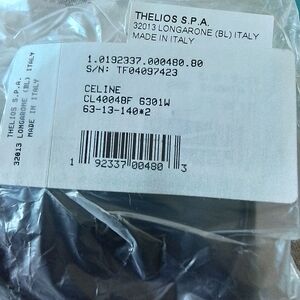 THELIOS S.P.A.
32013 LONGARONE (BL) ITALY
MADE IN ITALY
1.0192337.000480.80
S/N: TF04097423
CELINE
CL40048F 6301W
63-13-140*2
1 92337 00480 3
THELIOS S.P.A.
32013 LONGARONE (BL) ITALY
MADE IN ITALY